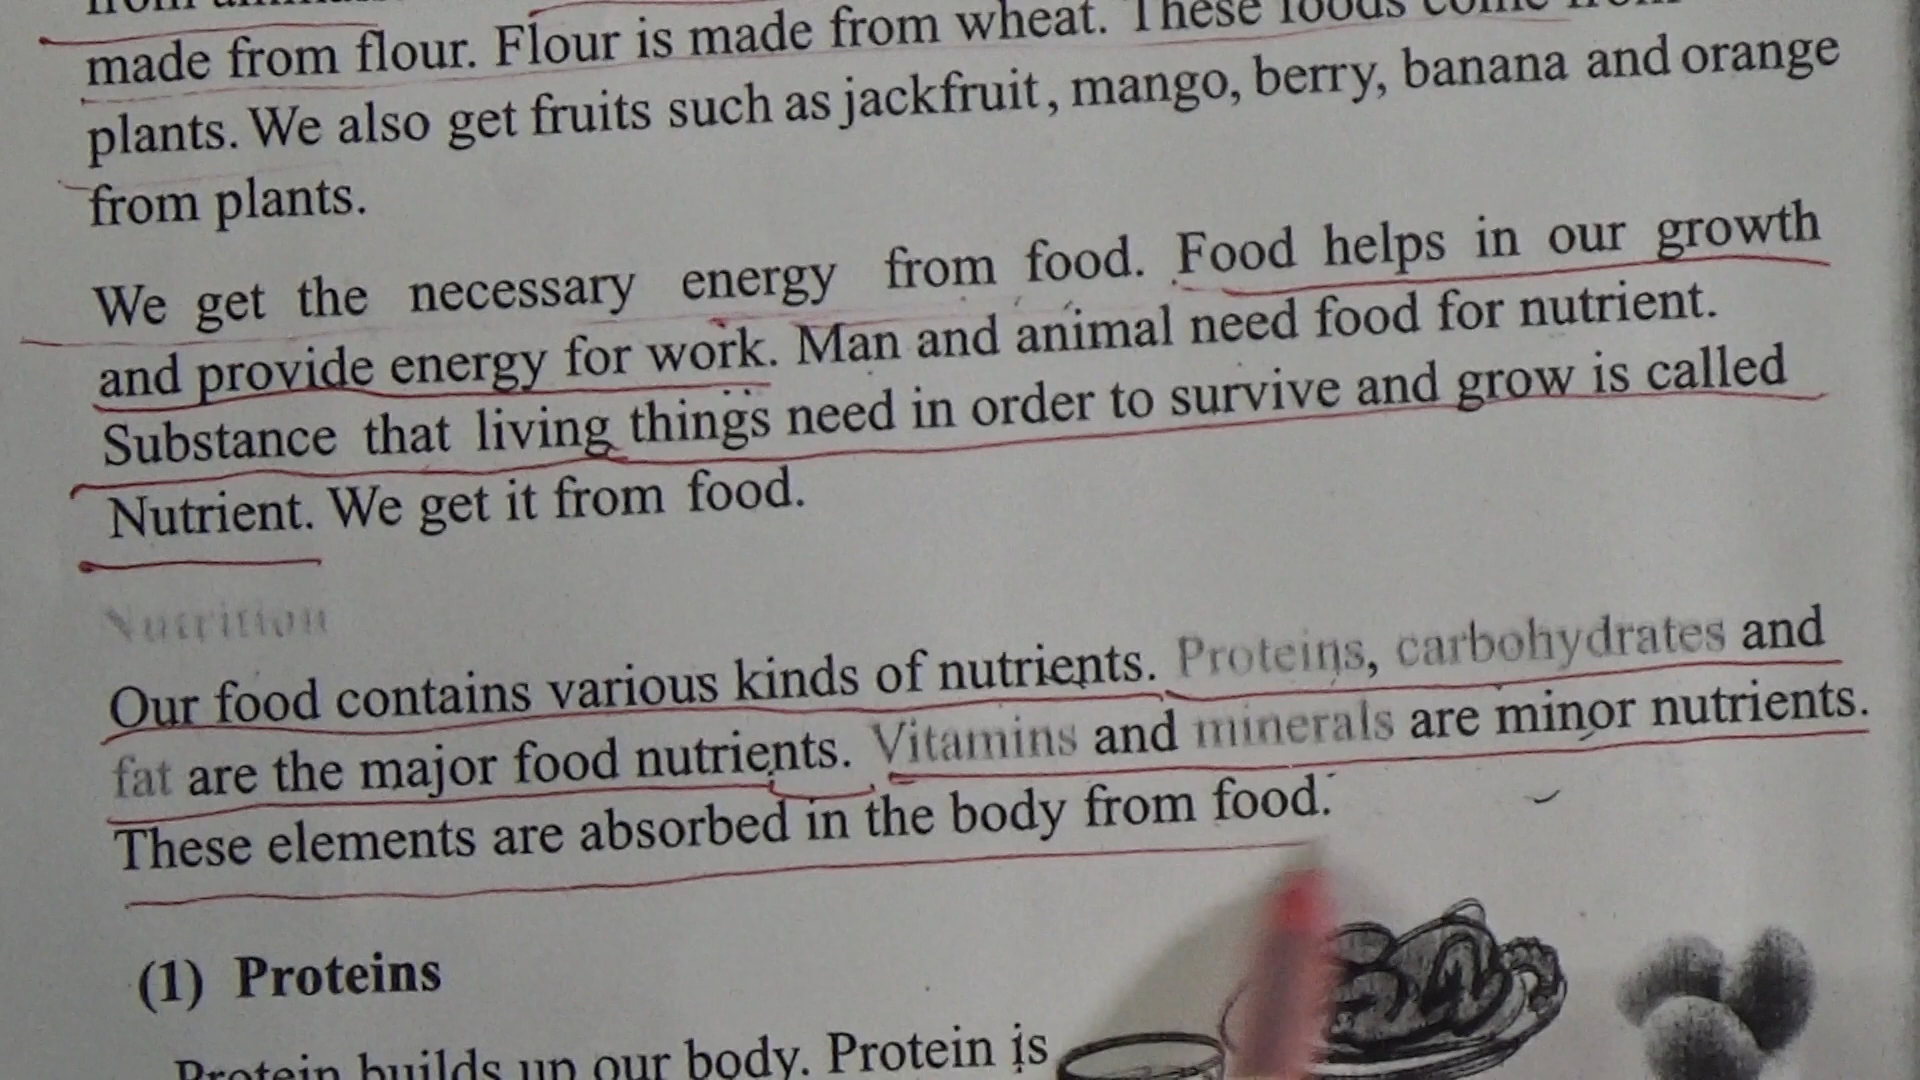 made from flour. Flour is made from wheat. These foods come from
plants. We also get fruits such as jackfruit, mango, berry, banana and orange
from plants.
We get the necessary energy from food. Food helps in our growth
and provide energy for work. Man and animal need food for nutrient.
Substance that living things need in order to survive and grow is called
Nutrient. We get it from food.
Nutrition
Our food contains various kinds of nutrients. Proteins, carbohydrates and
fat are the major food nutrients. Vitamins and minerals are minor nutrients.
These elements are absorbed in the body from food.
(1) Proteins
Protein builds up our body. Protein is